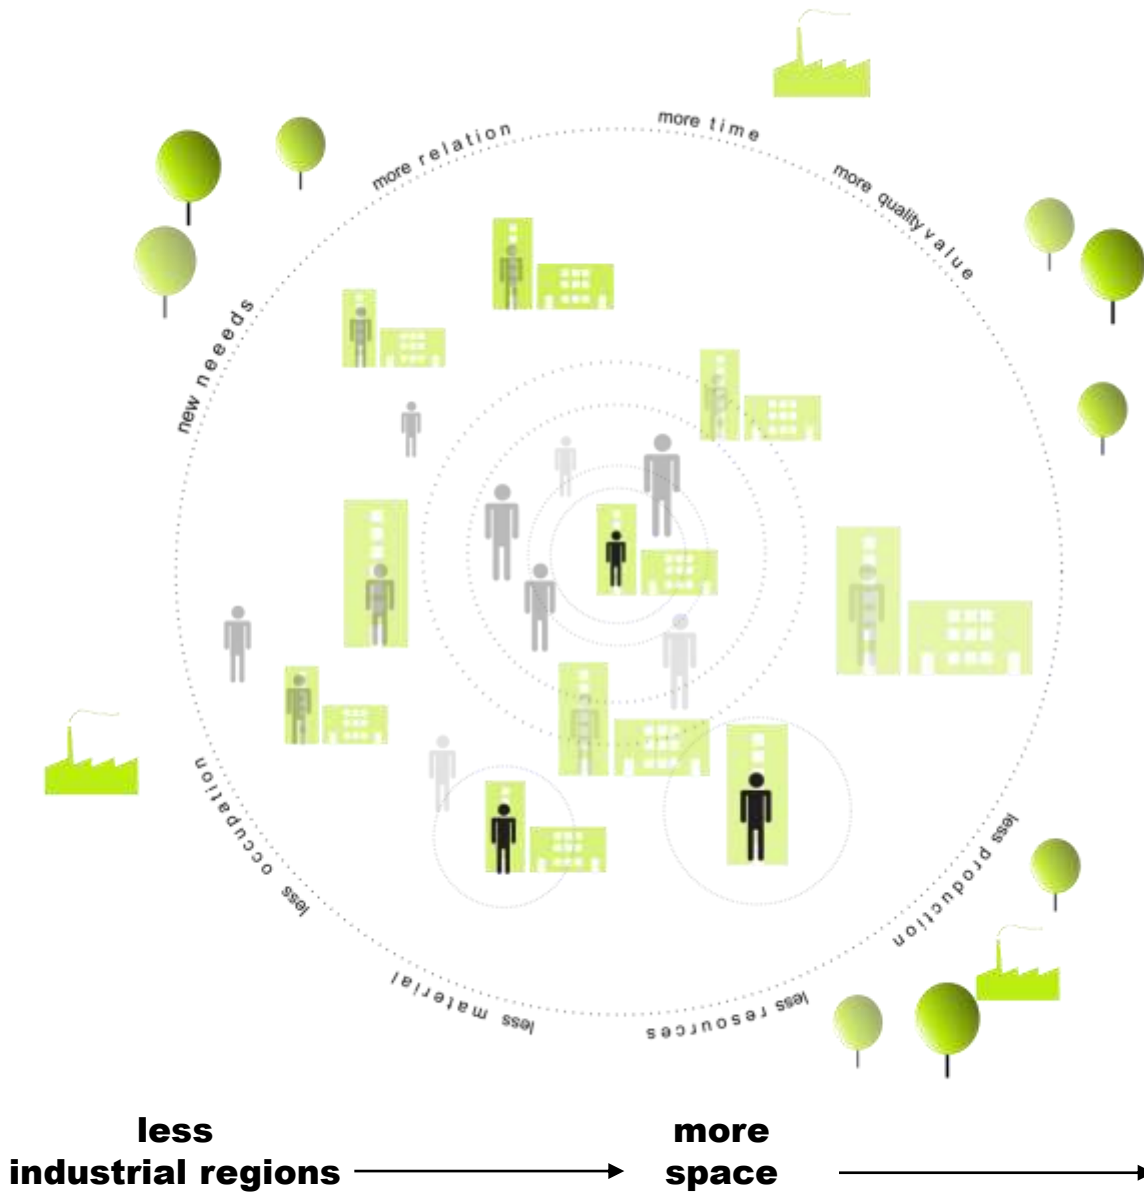 more relation
more time
more quality value
new neeeds
less occupation
less material
less resources
less production
less
industrial regions
more
space